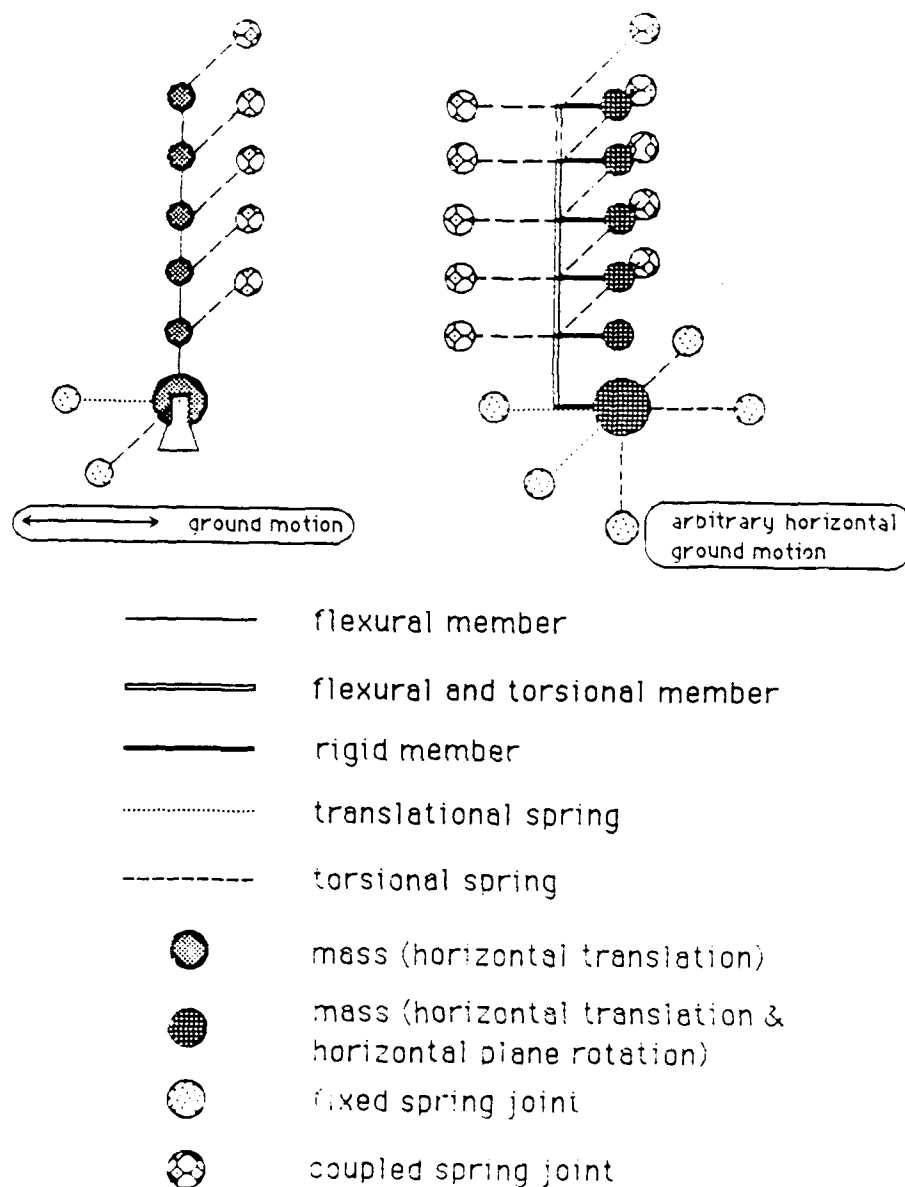 ground motion
arbitrary horizontal
ground motion
flexural member
flexural and torsional member
rigid member
translational spring
torsional spring
mass (horizontal translation)
mass (horizontal translation &
horizontal plane rotation)
fixed spring joint
coupled spring joint